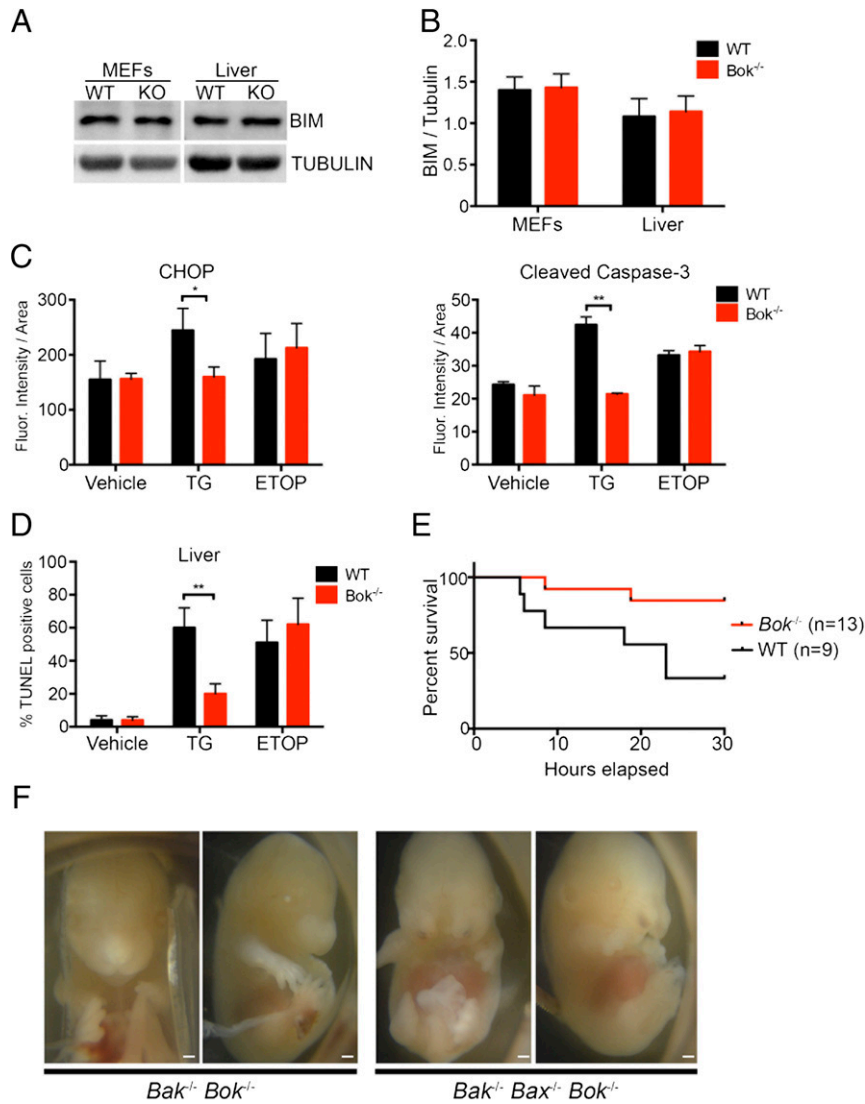 A
MEFs Liver
WT KO WT KO
BIM
TUBULIN
B
BIM / Tubulin
2.0
1.5
1.0
0.5
0
MEFs Liver
WT
Bok-/-
C
CHOP
Fluor. Intensity / Area
300
200
100
0
*
Vehicle TG ETOP
Cleaved Caspase-3
Fluor. Intensity / Area
50
40
30
20
10
0
**
Vehicle TG ETOP
WT
Bok-/-
D
Liver
% TUNEL positive cells
100
80
60
40
20
0
**
Vehicle TG ETOP
WT
Bok-/-
E
Percent survival
100
50
0
0 10 20 30
Hours elapsed
Bok-/- (n=13)
WT (n=9)
F
Bak-/- Bok-/-
Bak-/- Bax-/- Bok-/-